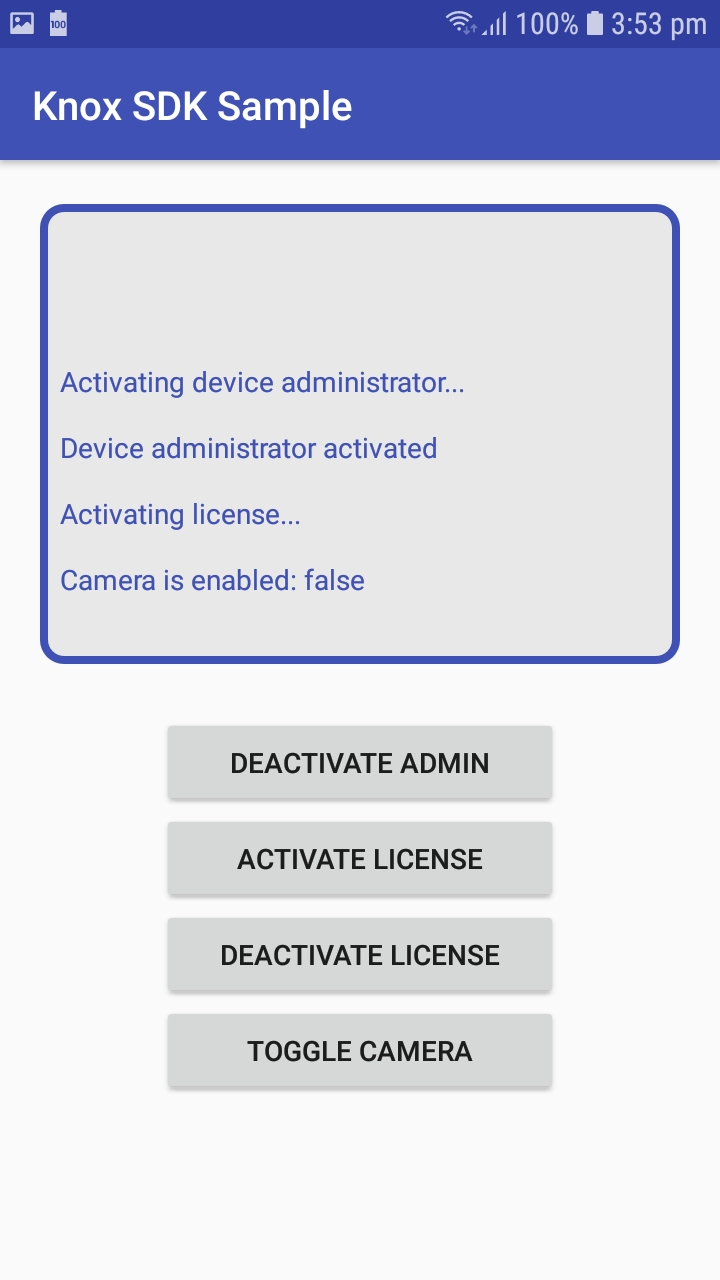 100 100% 3:53 pm
Knox SDK Sample
Activating device administrator...
Device administrator activated
Activating license...
Camera is enabled: false
DEACTIVATE ADMIN
ACTIVATE LICENSE
DEACTIVATE LICENSE
TOGGLE CAMERA